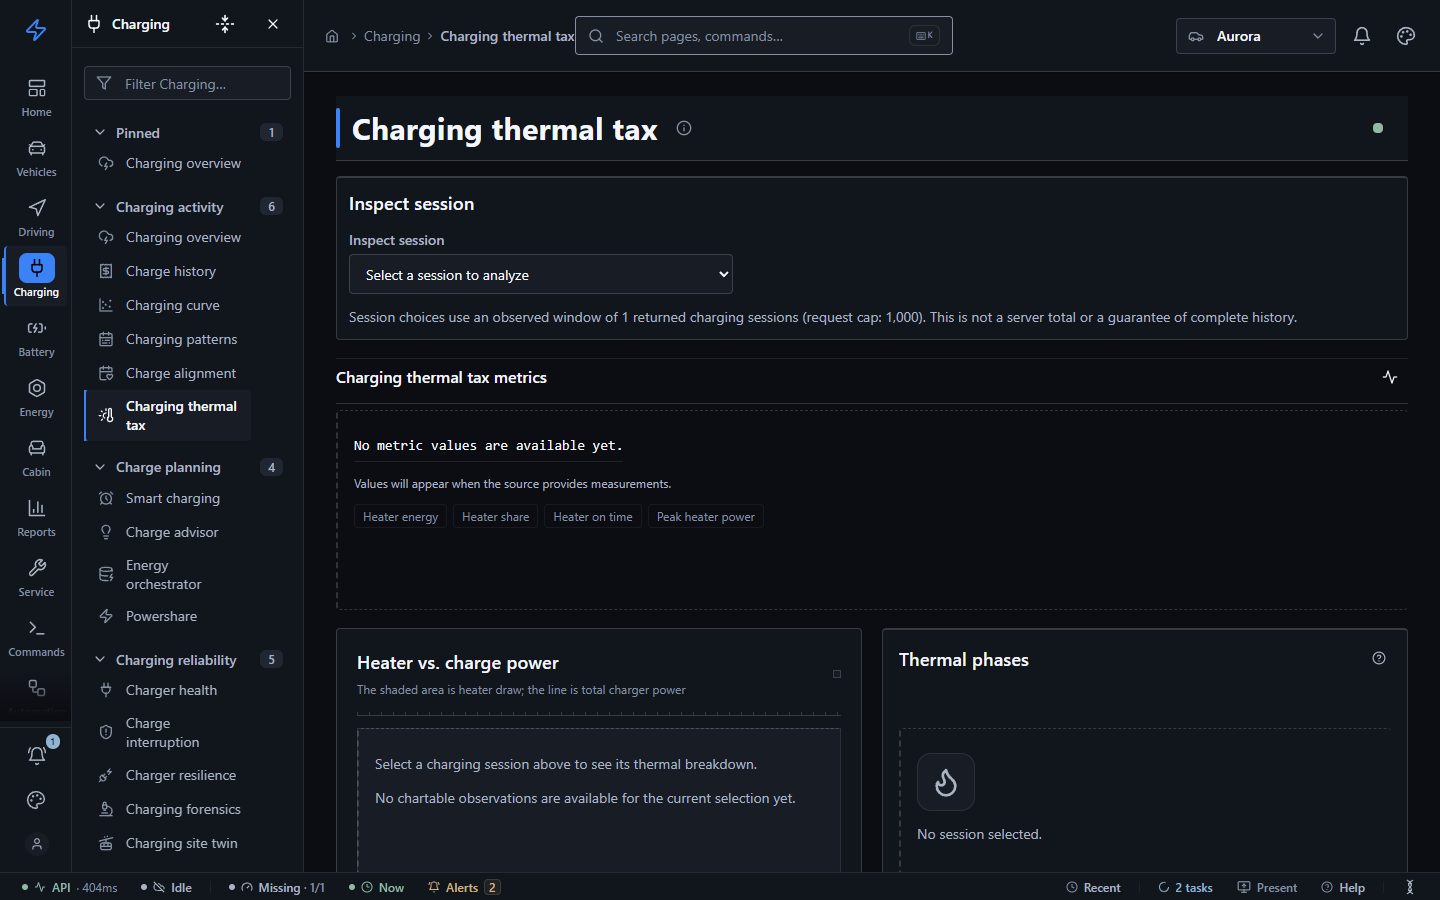 Home
Vehicles
Driving
Charging
Battery
Energy
Cabin
Reports
Service
Commands
1
Charging
Filter Charging...
Pinned 1
Charging overview
Charging activity 6
Charging overview
Charge history
Charging curve
Charging patterns
Charge alignment
Charging thermal
tax
Charge planning 4
Smart charging
Charge advisor
Energy
orchestrator
Powershare
Charging reliability 5
Charger health
Charge
interruption
Charger resilience
Charging forensics
Charging site twin
Charging
Charging thermal tax
Search pages, commands...
K
Aurora
Charging thermal tax
Inspect session
Inspect session
Select a session to analyze
Session choices use an observed window of 1 returned charging sessions (request cap: 1,000). This is not a server total or a guarantee of complete history.
Charging thermal tax metrics
No metric values are available yet.
Values will appear when the source provides measurements.
Heater energy
Heater share
Heater on time
Peak heater power
Heater vs. charge power
The shaded area is heater draw; the line is total charger power
Select a charging session above to see its thermal breakdown.
No chartable observations are available for the current selection yet.
Thermal phases
No session selected.
API · 404ms
Idle
Missing · 1/1
Now
Alerts 2
Recent
2 tasks
Present
Help